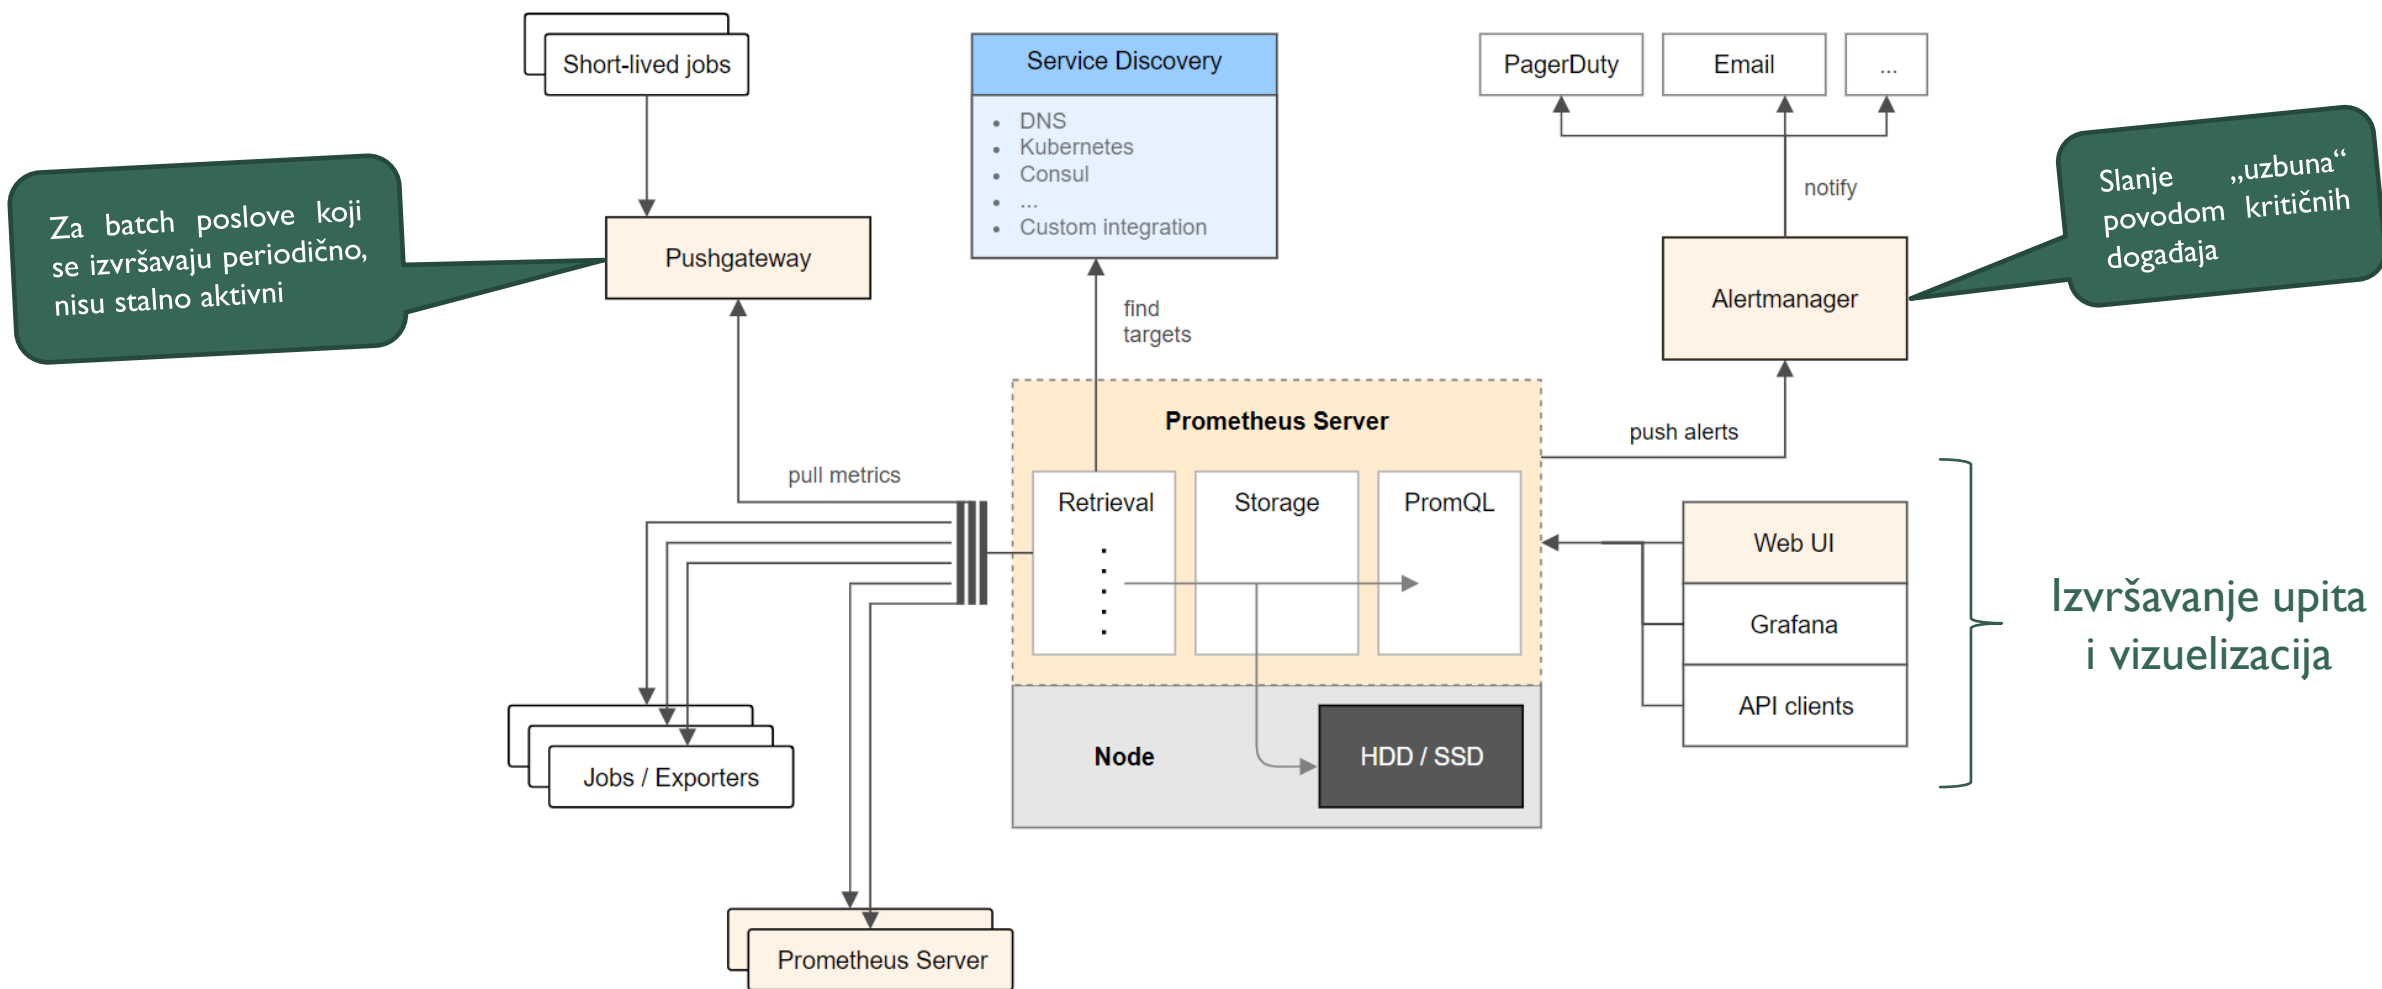 Short-lived jobs
Service Discovery
PagerDuty
Email
...
• DNS
• Kubernetes
• Consul
• ...
• Custom integration
Za batch poslove koji
se izvršavaju periodično,
nisu stalno aktivni
Slanje „uzbuna“
povodom kritičnih
događaja
notify
Pushgateway
Alertmanager
find
targets
Prometheus Server
push alerts
pull metrics
Retrieval
Storage
PromQL
Web UI
Grafana
API clients
Izvršavanje upita
i vizuelizacija
Node
HDD / SSD
Jobs / Exporters
Prometheus Server